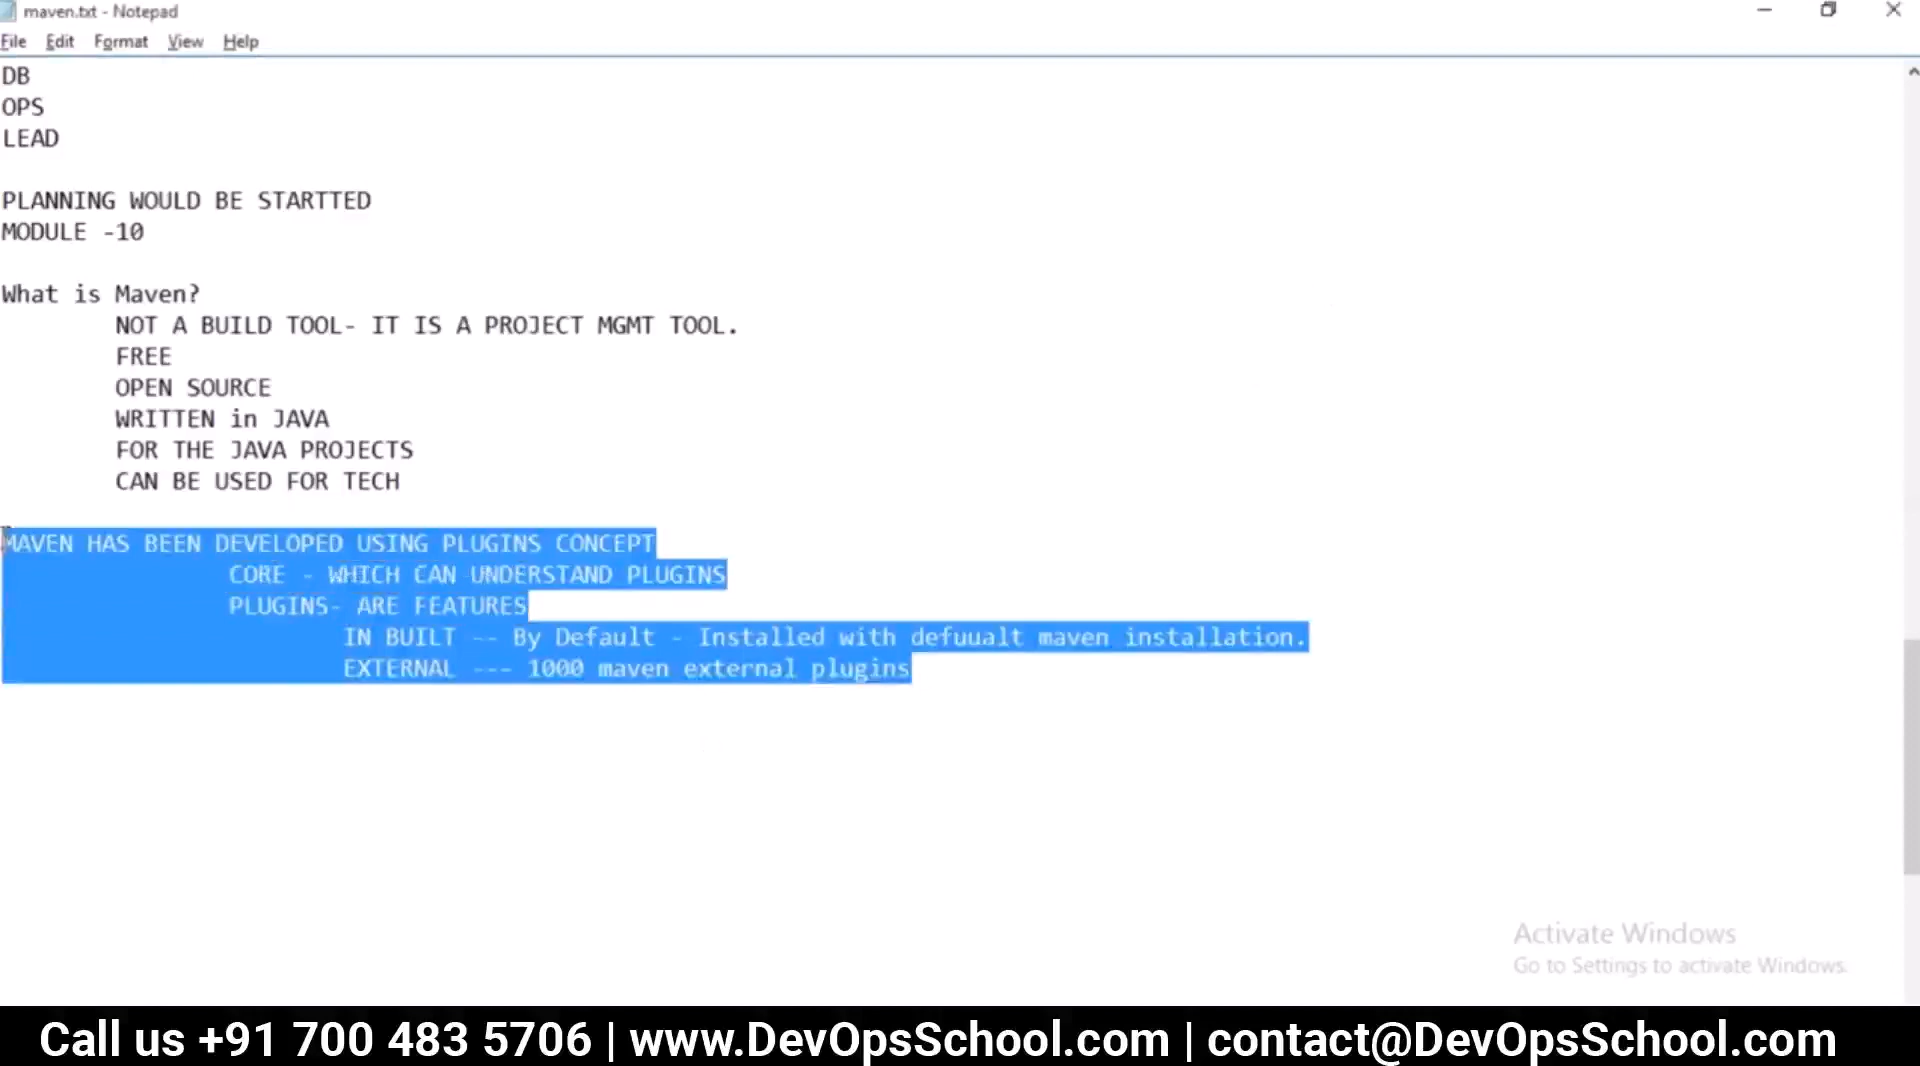 maven.txt - Notepad
File Edit Format View Help
DB
OPS
LEAD
PLANNING WOULD BE STARTTED
MODULE -10
What is Maven?
NOT A BUILD TOOL- IT IS A PROJECT MGMT TOOL.
FREE
OPEN SOURCE
WRITTEN in JAVA
FOR THE JAVA PROJECTS
CAN BE USED FOR TECH
MAVEN HAS BEEN DEVELOPED USING PLUGINS CONCEPT
CORE - WHICH CAN UNDERSTAND PLUGINS
PLUGINS- ARE FEATURES
IN BUILT -- By Default - Installed with defuualt maven installation.
EXTERNAL --- 1000 maven external plugins
Activate Windows
Go to Settings to activate Windows.
Call us +91 700 483 5706 | www.DevOpsSchool.com | contact@DevOpsSchool.com